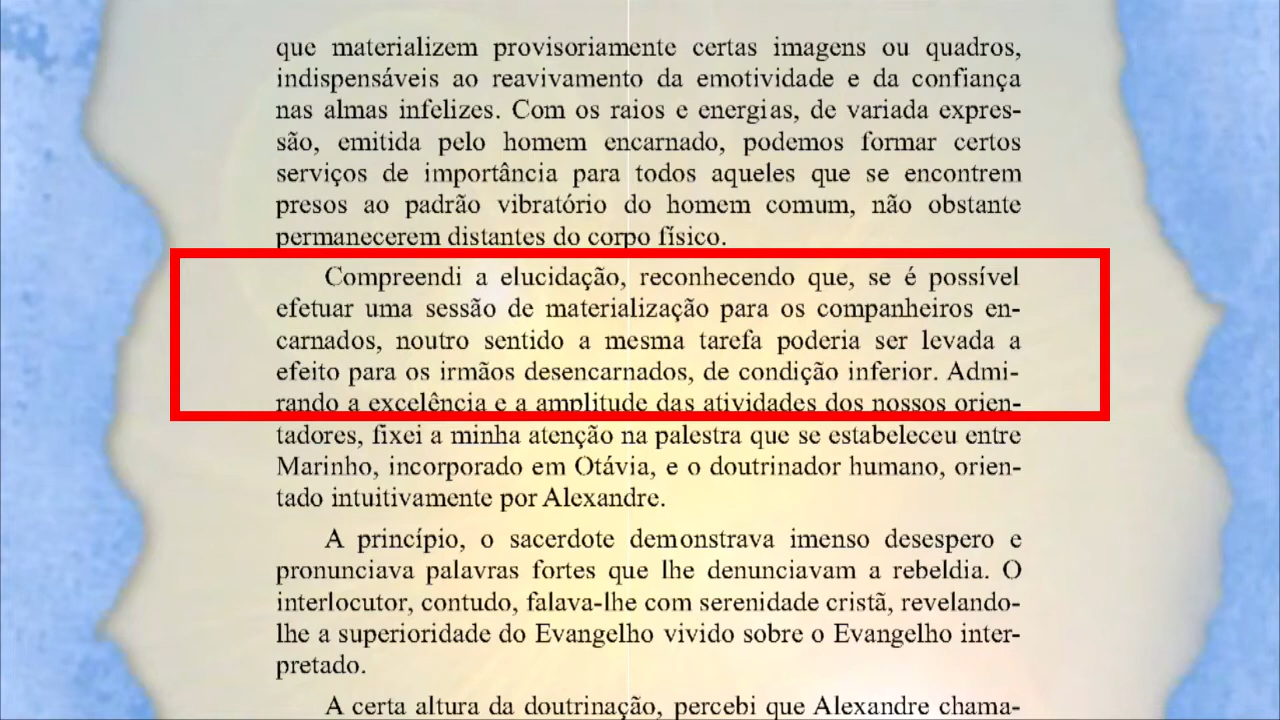 que materializem provisoriamente certas imagens ou quadros,
indispensáveis ao reavivamento da emotividade e da confiança
nas almas infelizes. Com os raios e energias, de variada expres-
são, emitida pelo homem encarnado, podemos formar certos
serviços de importância para todos aqueles que se encontrem
presos ao padrão vibratório do homem comum, não obstante
permanecerem distantes do corpo físico.
Compreendi a elucidação, reconhecendo que, se é possível
efetuar uma sessão de materialização para os companheiros en-
carnados, noutro sentido a mesma tarefa poderia ser levada a
efeito para os irmãos desencarnados, de condição inferior. Admi-
rando a excelência e a amplitude das atividades dos nossos orien-
tadores, fixei a minha atenção na palestra que se estabeleceu entre
Marinho, incorporado em Otávia, e o doutrinador humano, orien-
tado intuitivamente por Alexandre.
A princípio, o sacerdote demonstrava imenso desespero e
pronunciava palavras fortes que lhe denunciavam a rebeldia. O
interlocutor, contudo, falava-lhe com serenidade cristã, revelando-
lhe a superioridade do Evangelho vivido sobre o Evangelho inter-
pretado.
A certa altura da doutrinação, percebi que Alexandre chama-